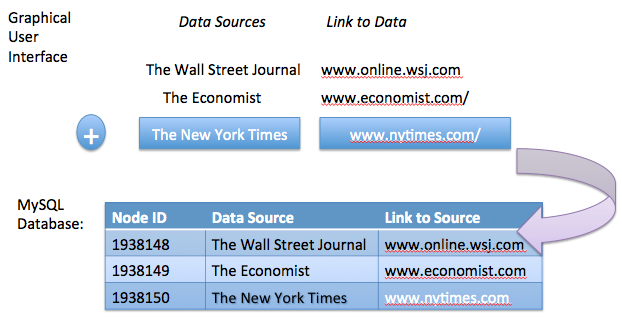 Graphical
User
Interface
Data Sources Link to Data
The Wall Street Journal www.online.wsj.com
The Economist www.economist.com/
+ The New York Times www.nytimes.com/
MySQL
Database:
Node ID Data Source Link to Source
1938148 The Wall Street Journal www.online.wsj.com
1938149 The Economist www.economist.com
1938150 The New York Times www.nytimes.com